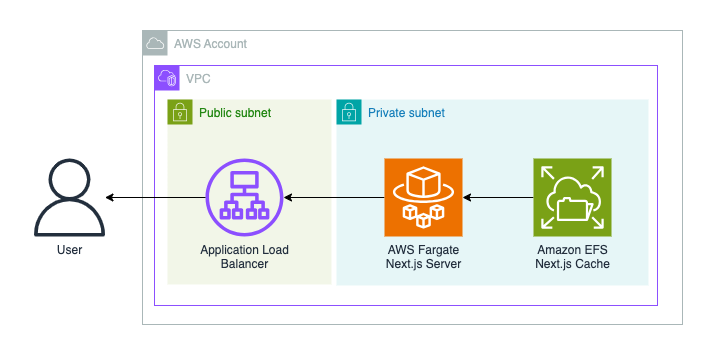 AWS Account
VPC
Public subnet
Private subnet
User
Application Load
Balancer
AWS Fargate
Next.js Server
Amazon EFS
Next.js Cache